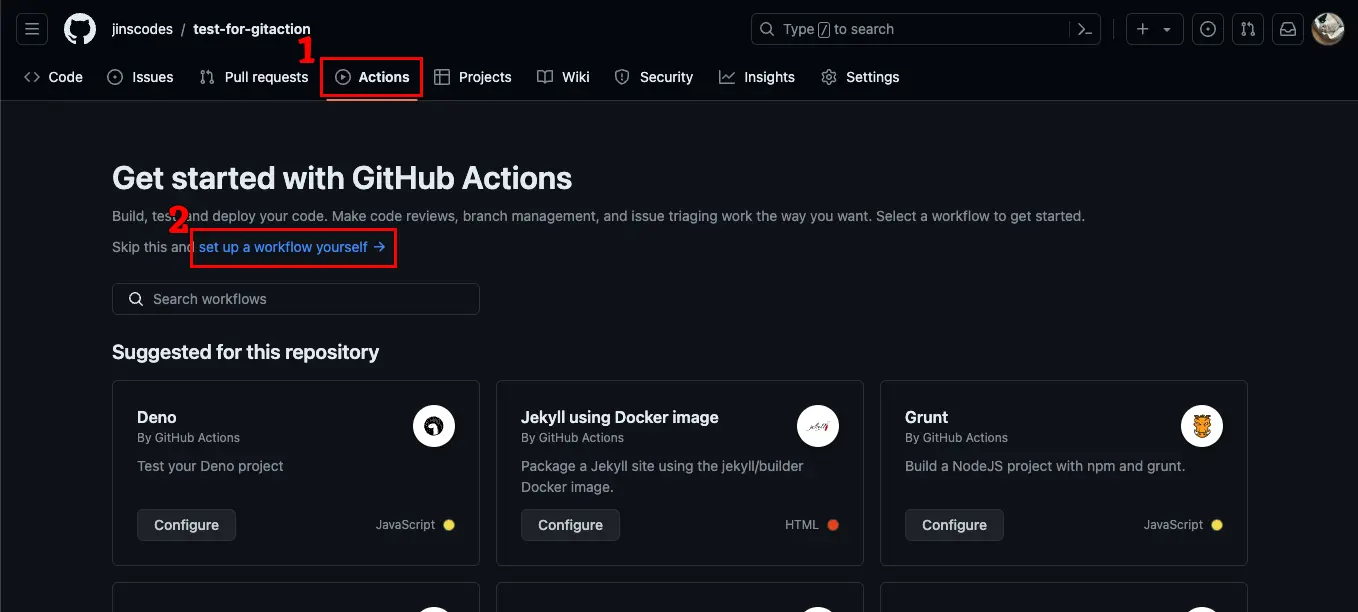 jinscodes / test-for-gitaction
Type / to search
1
Code Issues Pull requests Actions Projects Wiki Security Insights Settings
Get started with GitHub Actions
Build, test, and deploy your code. Make code reviews, branch management, and issue triaging work the way you want. Select a workflow to get started.
2
Skip this and set up a workflow yourself →
Search workflows
Suggested for this repository
Deno
By GitHub Actions
Test your Deno project
Configure
JavaScript
Jekyll using Docker image
By GitHub Actions
jekyll
Package a Jekyll site using the jekyll/builder
Docker image.
Configure
HTML
Grunt
By GitHub Actions
Build a NodeJS project with npm and grunt.
Configure
JavaScript